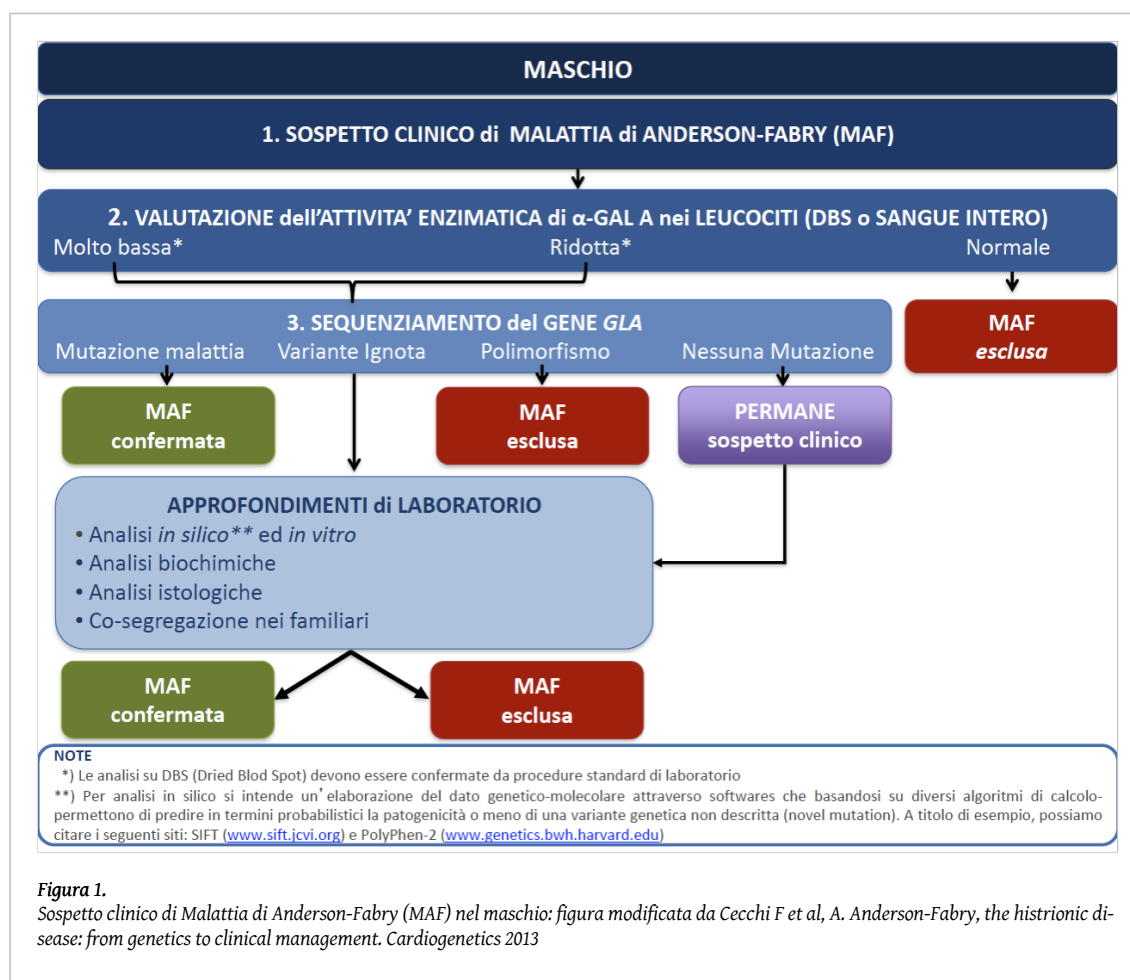 MASCHIO
1. SOSPETTO CLINICO di MALATTIA di ANDERSON-FABRY (MAF)
2. VALUTAZIONE dell'ATTIVITA' ENZIMATICA di α-GAL A nei LEUCOCITI (DBS o SANGUE INTERO)
Molto bassa* Ridotta* Normale
3. SEQUENZIAMENTO del GENE GLA
Mutazione malattia Variante Ignota Polimorfismo Nessuna Mutazione
MAF
esclusa
MAF
confermata
MAF
esclusa
PERMANE
sospetto clinico
APPROFONDIMENTI di LABORATORIO
• Analisi in silico** ed in vitro
• Analisi biochimiche
• Analisi istologiche
• Co-segregazione nei familiari
MAF
confermata
MAF
esclusa
NOTE
*) Le analisi su DBS (Dried Blod Spot) devono essere confermate da procedure standard di laboratorio
**) Per analisi in silico si intende un'elaborazione del dato genetico-molecolare attraverso softwares che basandosi su diversi algoritmi di calcolo-
permettono di predire in termini probabilistici la patogenicità o meno di una variante genetica non descritta (novel mutation). A titolo di esempio, possiamo
citare i seguenti siti: SIFT (www.sift.jcvi.org) e PolyPhen-2 (www.genetics.bwh.harvard.edu)
Figura 1.
Sospetto clinico di Malattia di Anderson-Fabry (MAF) nel maschio: figura modificata da Cecchi F et al, A. Anderson-Fabry, the histrionic di-
sease: from genetics to clinical management. Cardiogenetics 2013